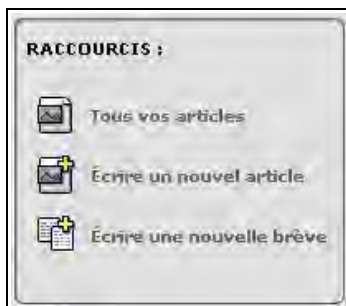 RACCOURCIS :
Tous vos articles
Écrire un nouvel article
Écrire une nouvelle brève